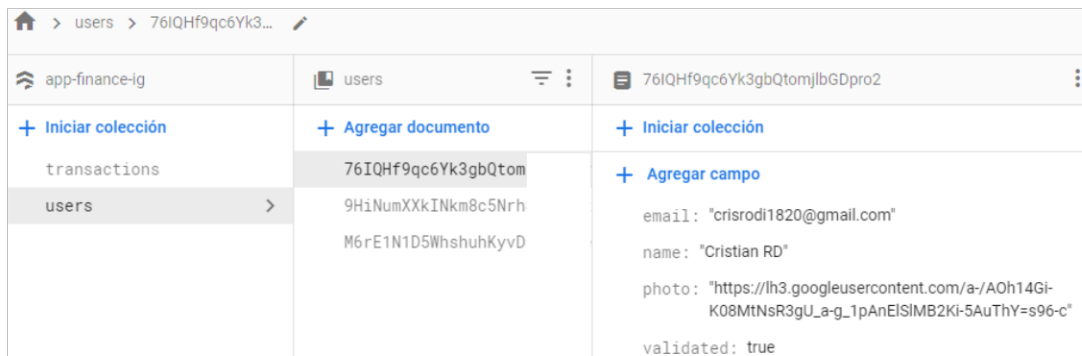 > users > 76IQHf9qc6Yk3...
app-finance-ig
users
76IQHf9qc6Yk3gbQtomjlbGDpro2
+ Iniciar colección
+ Agregar documento
+ Iniciar colección
transactions
users >
76IQHf9qc6Yk3gbQtom
9HiNumXXkINkm8c5Nrh
M6rE1N1D5WhshuhKyvD
+ Agregar campo
email: "crisrodi1820@gmail.com"
name: "Cristian RD"
photo: "https://lh3.googleusercontent.com/a-/AOh14Gi-
K08MtNsR3gU_a-g_1pAnElSlMB2Ki-5AuThY=s96-c"
validated: true